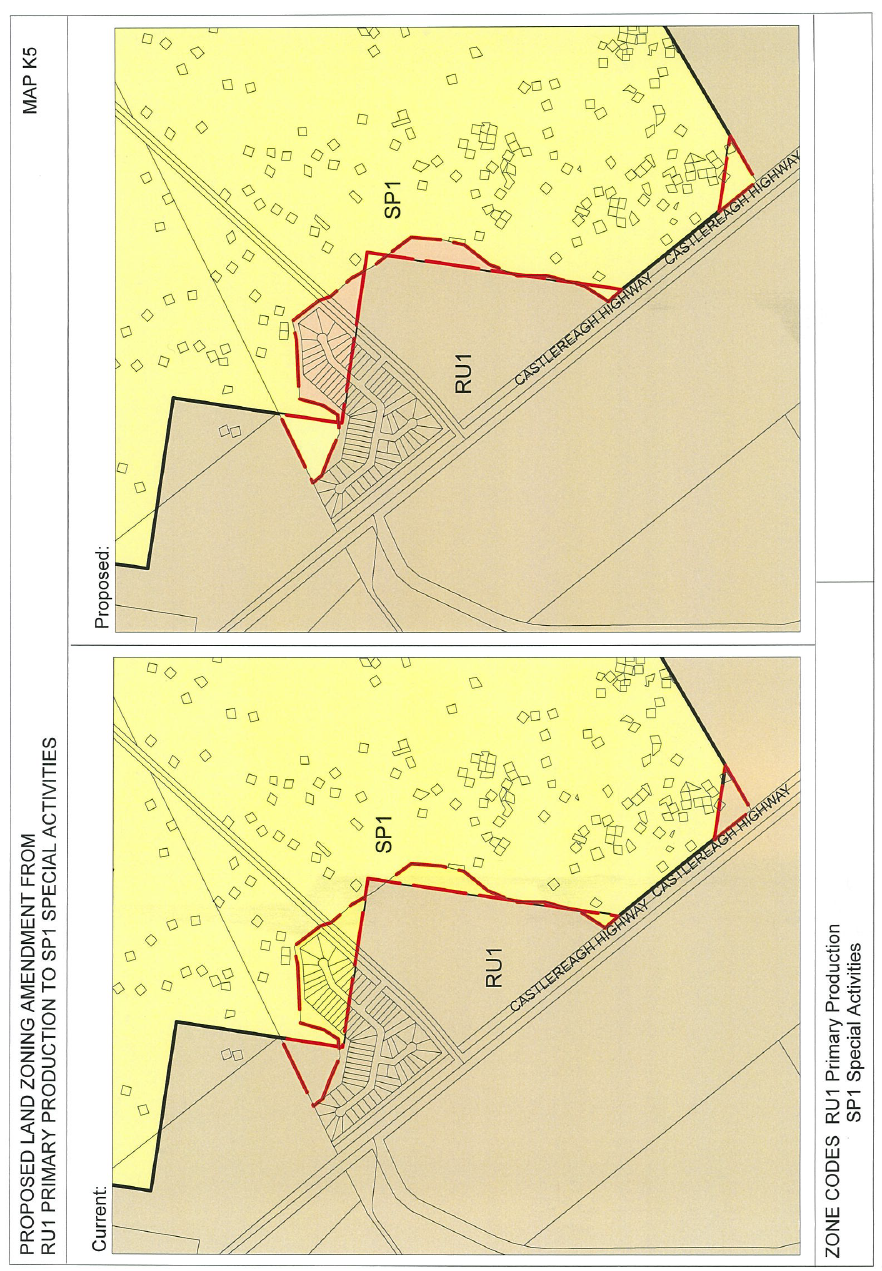 PROPOSED LAND ZONING AMENDMENT FROM
RU1 PRIMARY PRODUCTION TO SP1 SPECIAL ACTIVITIES
MAP K5
Current:
SP1
RU1
CASTLEREAGH HIGHWAY
CASTLEREAGH HIGHWAY
Proposed:
SP1
RU1
CASTLEREAGH HIGHWAY
CASTLEREAGH HIGHWAY
ZONE CODES RU1 Primary Production
SP1 Special Activities